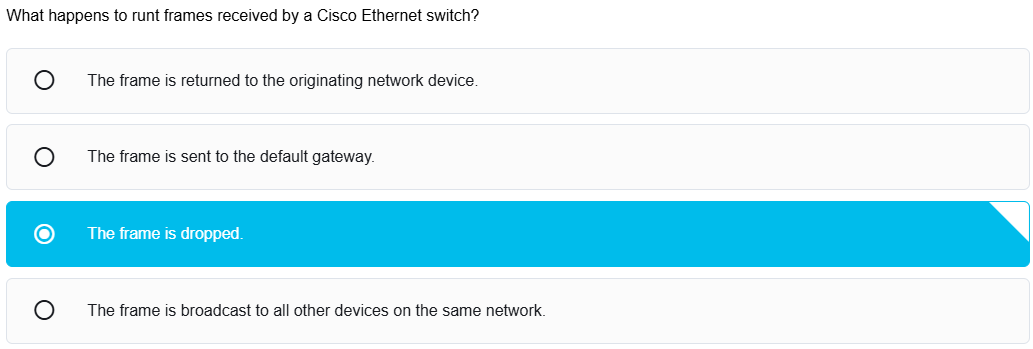 What happens to runt frames received by a Cisco Ethernet switch?
The frame is returned to the originating network device.
The frame is sent to the default gateway.
The frame is dropped.
The frame is broadcast to all other devices on the same network.